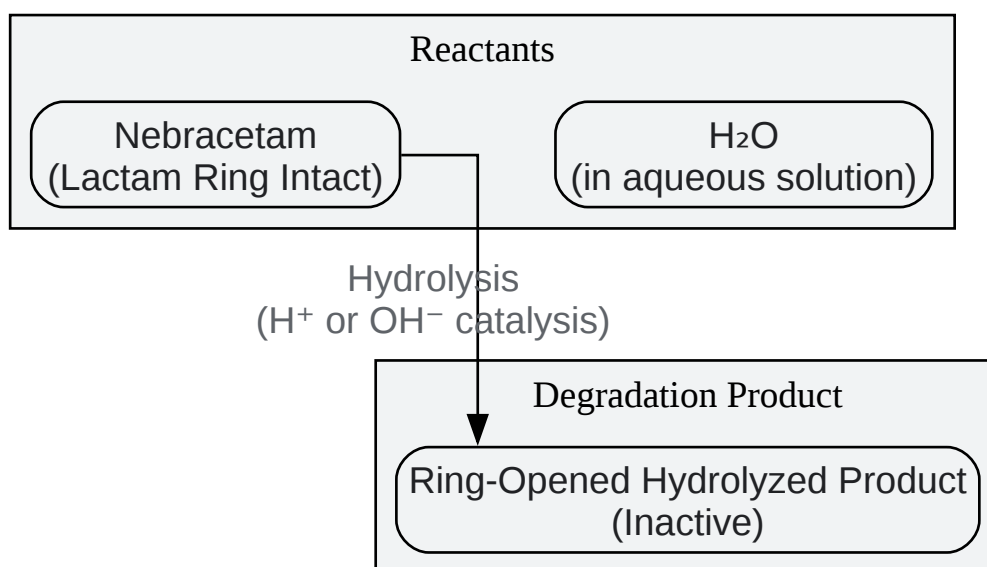 Reactants
Nebracetam
(Lactam Ring Intact)
H₂O
(in aqueous solution)
Hydrolysis
(H⁺ or OH⁻ catalysis)
Degradation Product
Ring-Opened Hydrolyzed Product
(Inactive)